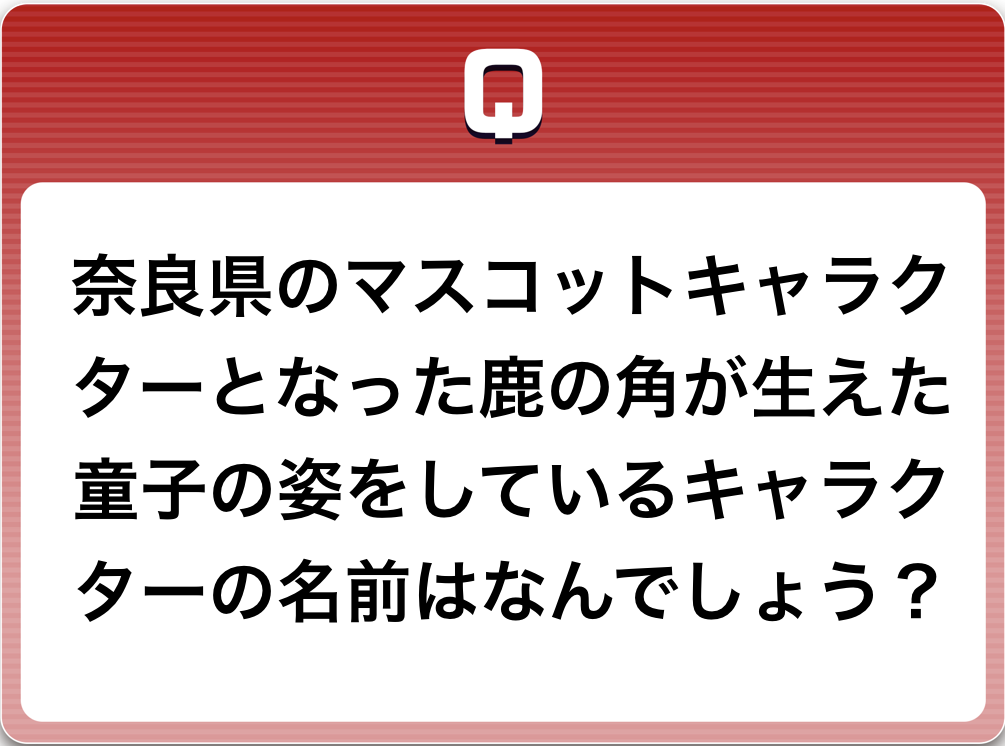 Q
奈良県のマスコットキャラク
ターとなった鹿の角が生えた
童子の姿をしているキャラク
ターの名前はなんでしょう？